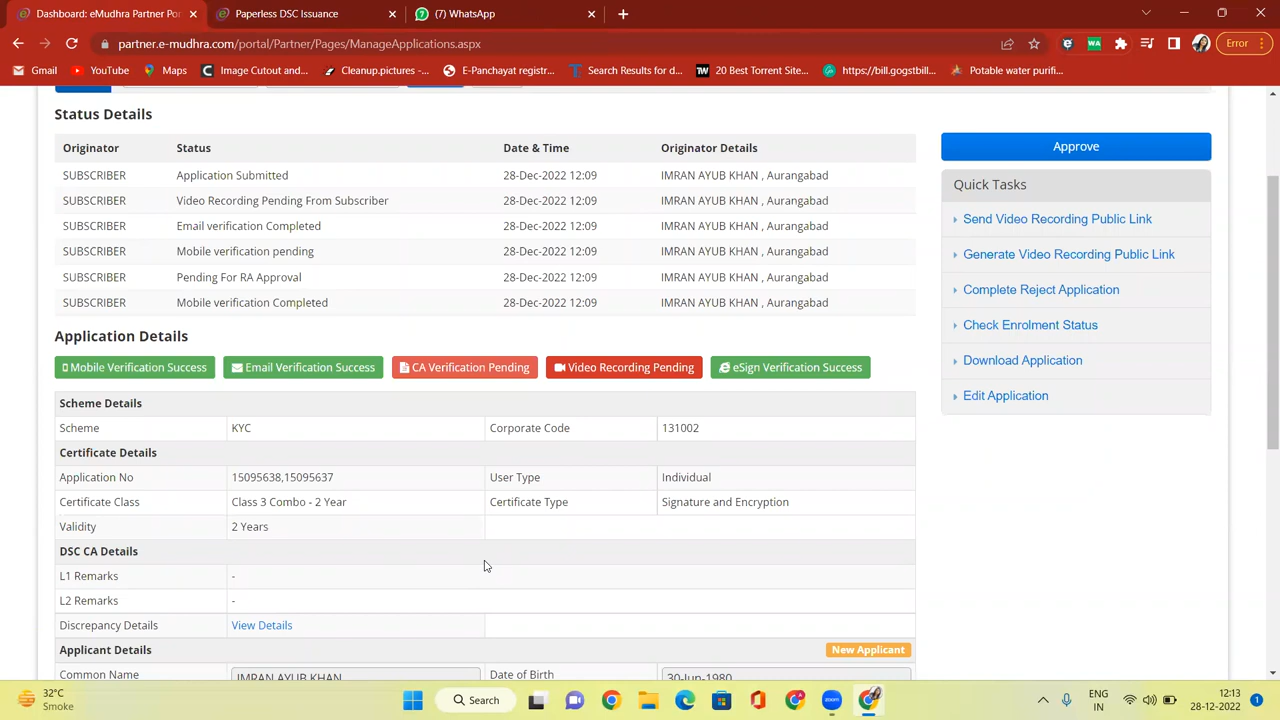 Dashboard: eMudhra Partner Por
Paperless DSC Issuance
(7) WhatsApp
partner.e-mudhra.com/portal/Partner/Pages/ManageApplications.aspx
Error
Gmail YouTube Maps Image Cutout and... Cleanup.pictures -... E-Panchayat registr... Search Results for d... 20 Best Torrent Site... https://bill.gogstbill... Potable water purifi...
Status Details
Originator Status Date & Time Originator Details
SUBSCRIBER Application Submitted 28-Dec-2022 12:09 IMRAN AYUB KHAN , Aurangabad
SUBSCRIBER Video Recording Pending From Subscriber 28-Dec-2022 12:09 IMRAN AYUB KHAN , Aurangabad
SUBSCRIBER Email verification Completed 28-Dec-2022 12:09 IMRAN AYUB KHAN , Aurangabad
SUBSCRIBER Mobile verification pending 28-Dec-2022 12:09 IMRAN AYUB KHAN , Aurangabad
SUBSCRIBER Pending For RA Approval 28-Dec-2022 12:09 IMRAN AYUB KHAN , Aurangabad
SUBSCRIBER Mobile verification Completed 28-Dec-2022 12:09 IMRAN AYUB KHAN , Aurangabad
Approve
Quick Tasks
Send Video Recording Public Link
Generate Video Recording Public Link
Complete Reject Application
Check Enrolment Status
Download Application
Edit Application
Application Details
Mobile Verification Success Email Verification Success CA Verification Pending Video Recording Pending eSign Verification Success
Scheme Details
Scheme KYC Corporate Code 131002
Certificate Details
Application No 15095638,15095637 User Type Individual
Certificate Class Class 3 Combo - 2 Year Certificate Type Signature and Encryption
Validity 2 Years
DSC CA Details
L1 Remarks -
L2 Remarks -
Discrepancy Details View Details
Applicant Details New Applicant
Common Name IMRAN AYUB KHAN Date of Birth 30-Jun-1980
32°C
Smoke
Search
zoom
ENG
IN
12:13
28-12-2022
1